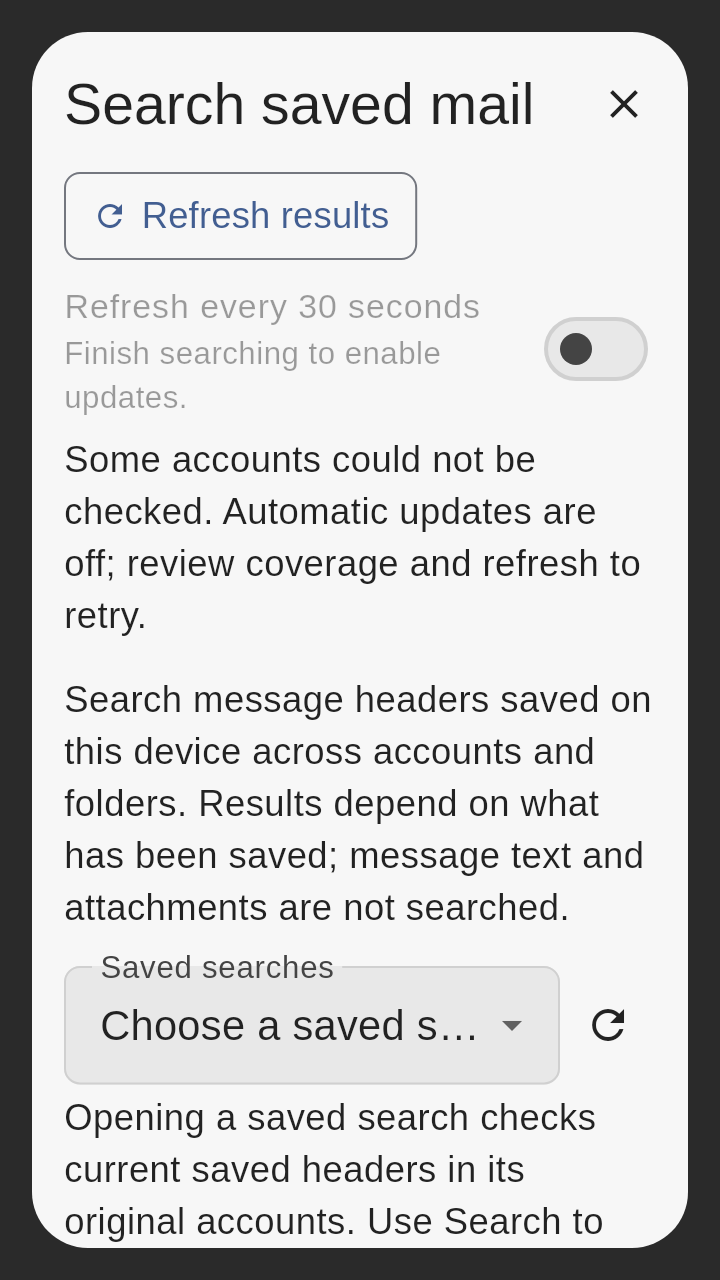 Search saved mail
Refresh results
Refresh every 30 seconds
Finish searching to enable
updates.
Some accounts could not be
checked. Automatic updates are
off; review coverage and refresh to
retry.
Search message headers saved on
this device across accounts and
folders. Results depend on what
has been saved; message text and
attachments are not searched.
Saved searches
Choose a saved s…
Opening a saved search checks
current saved headers in its
original accounts. Use Search to